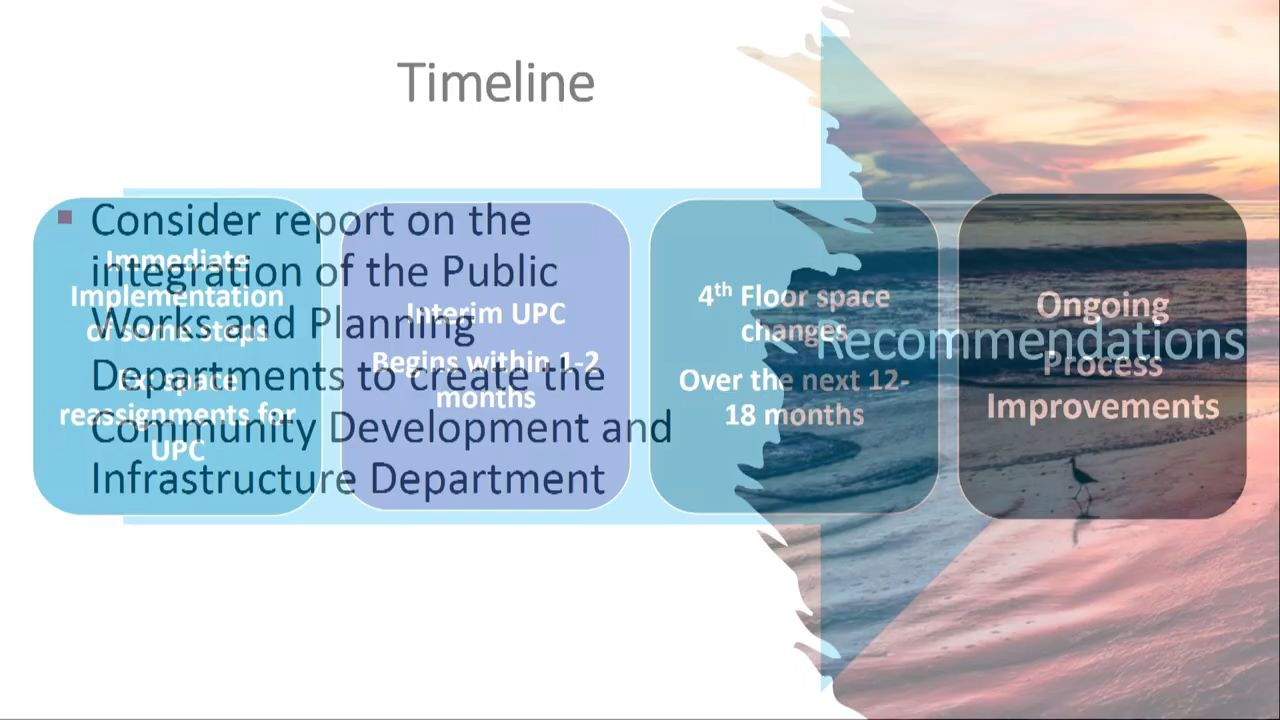 Timeline
Immediate
Implementation
of some steps
Ex: space
reassignments for
UPC
Interim UPC
Begins within 1-2
months
4th Floor space
changes
Over the next 12-
18 months
Ongoing
Process
Improvements
▪ Consider report on the
integration of the Public
Works and Planning
Departments to create the
Community Development and
Infrastructure Department
Recommendations